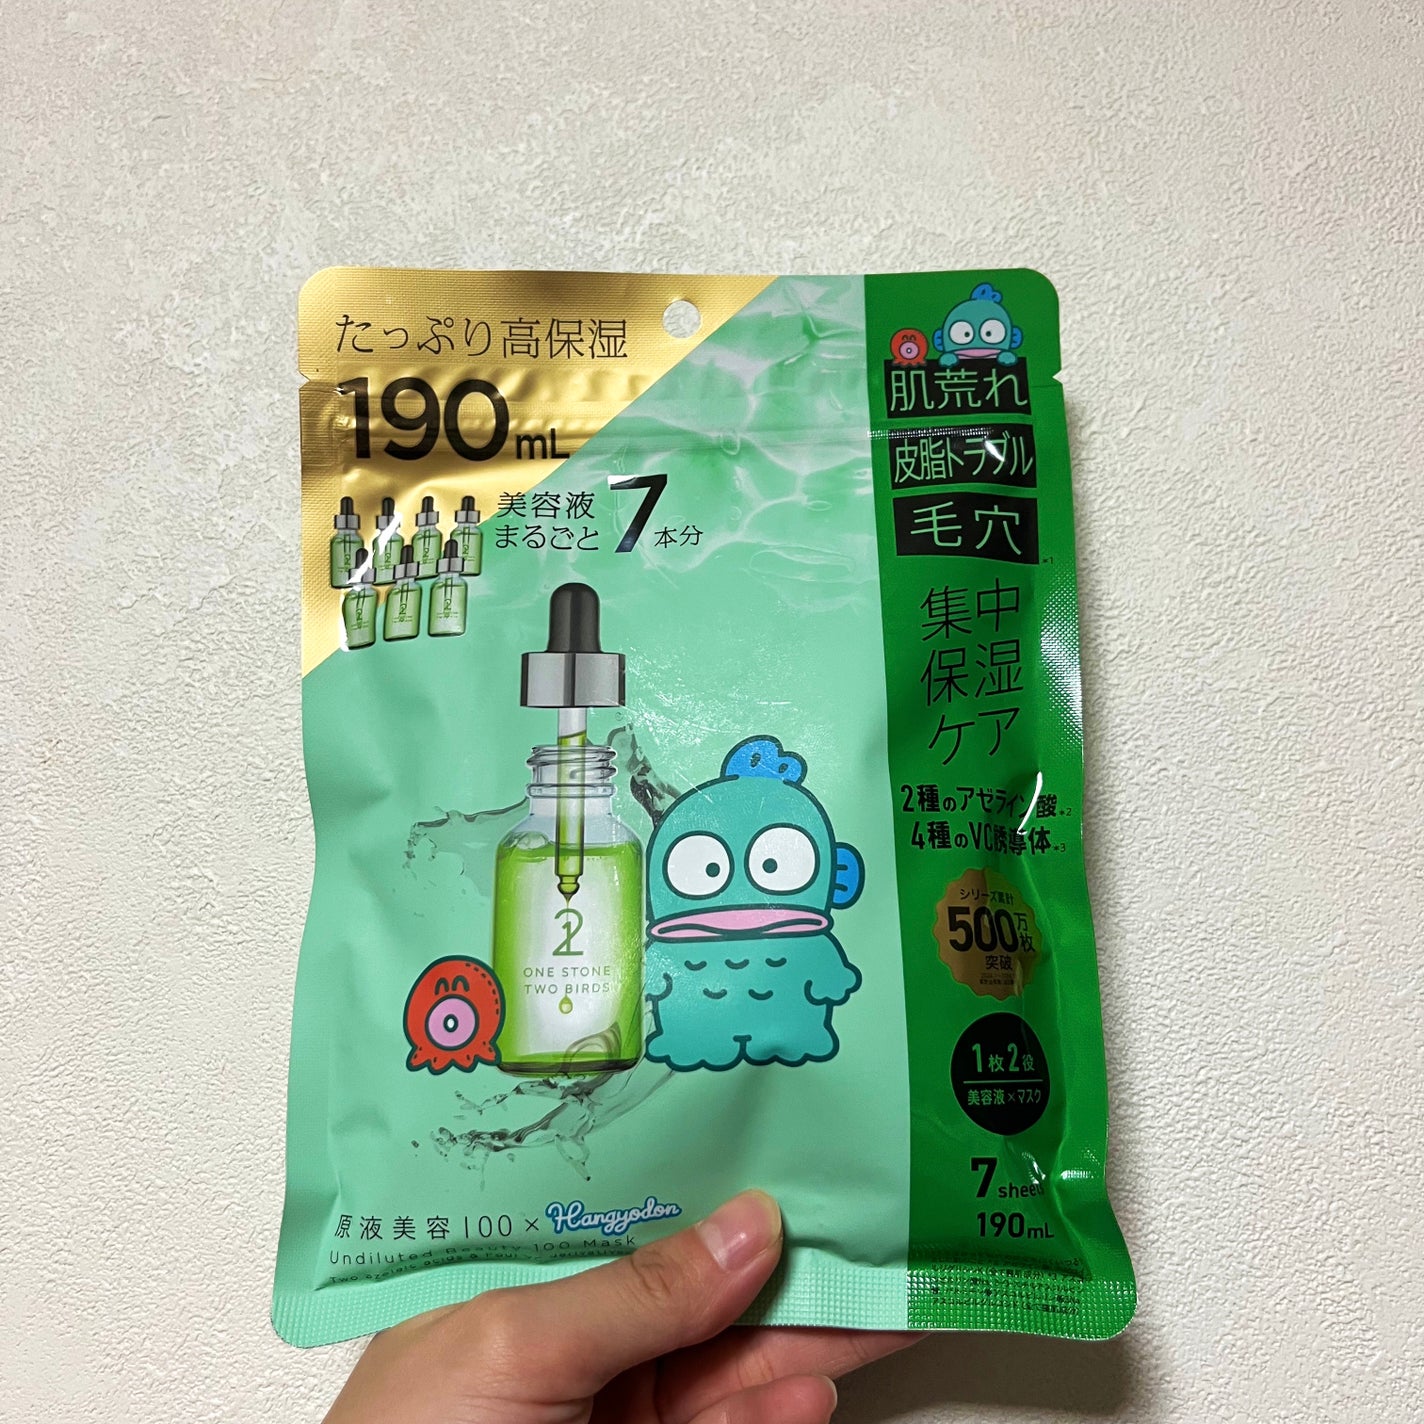 たっぷり高保湿
190mL
美容液
まるごと7本分
21
ONE STONE
TWO BIRDS
原液美容100×Hangyodon
Undiluted Beauty 100 Mask
肌荒れ
皮脂トラブル
毛穴*1
集中
保湿
ケア
2種のアゼライン酸*2
4種のVC誘導体*3
シリーズ累計
500万枚
突破
1枚2役
美容液×マスク
7sheet
190mL